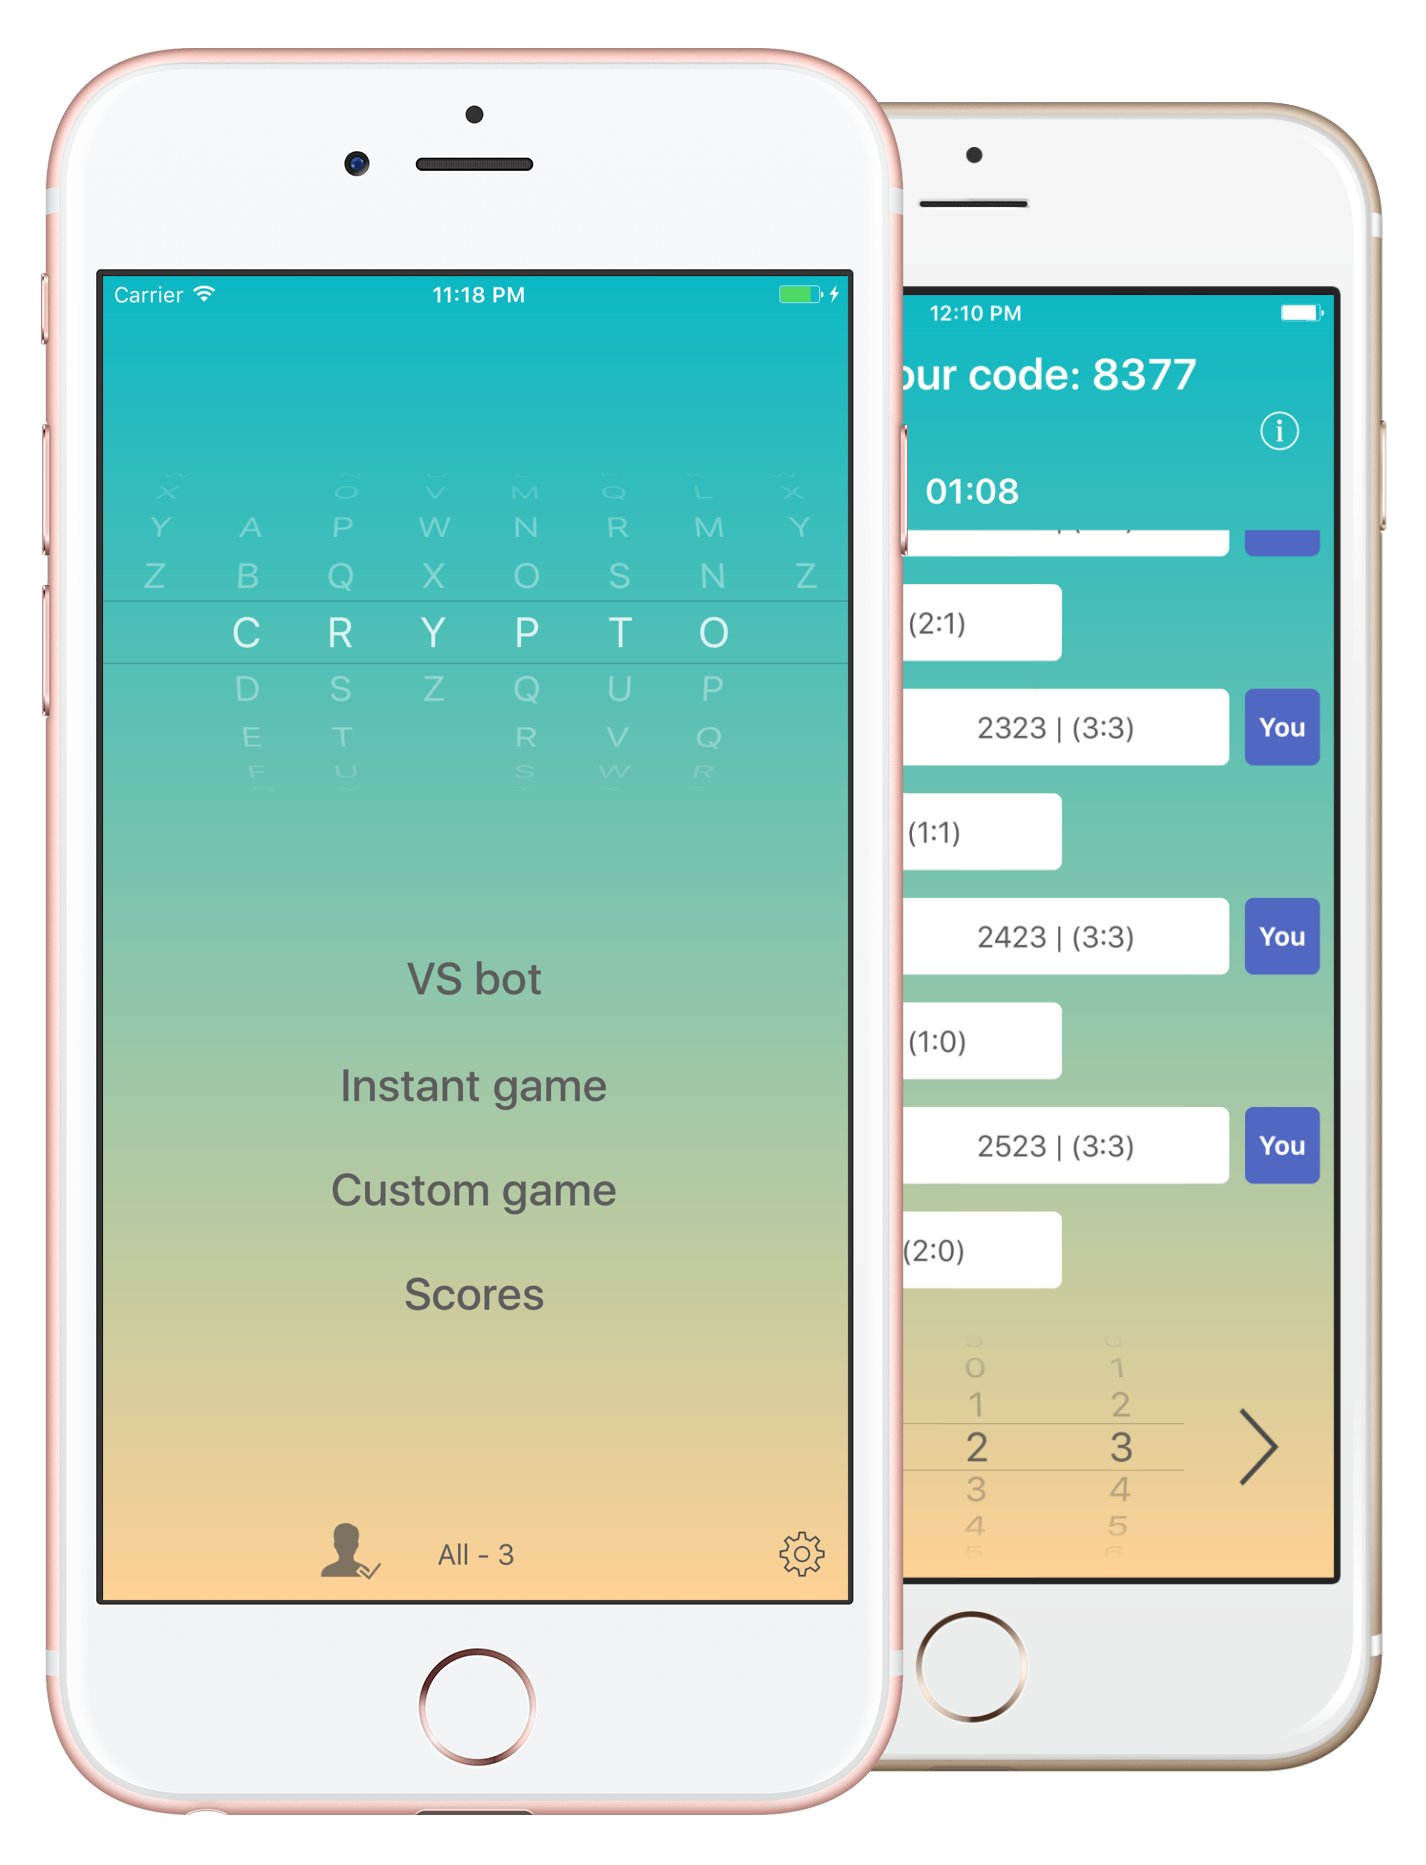 Carrier
11:18 PM
X O V M Q L X
Y A P W N R M Y
Z B Q X O S N Z
C R Y P T O
D S Z Q U P
E T R V Q
F U S W R
VS bot
Instant game
Custom game
Scores
All - 3
12:10 PM
our code: 8377
i
01:08
(2:1)
2323 | (3:3)
You
(1:1)
2423 | (3:3)
You
(1:0)
2523 | (3:3)
You
(2:0)
0 1
1 2
2 3
3 4
4 5
5 6